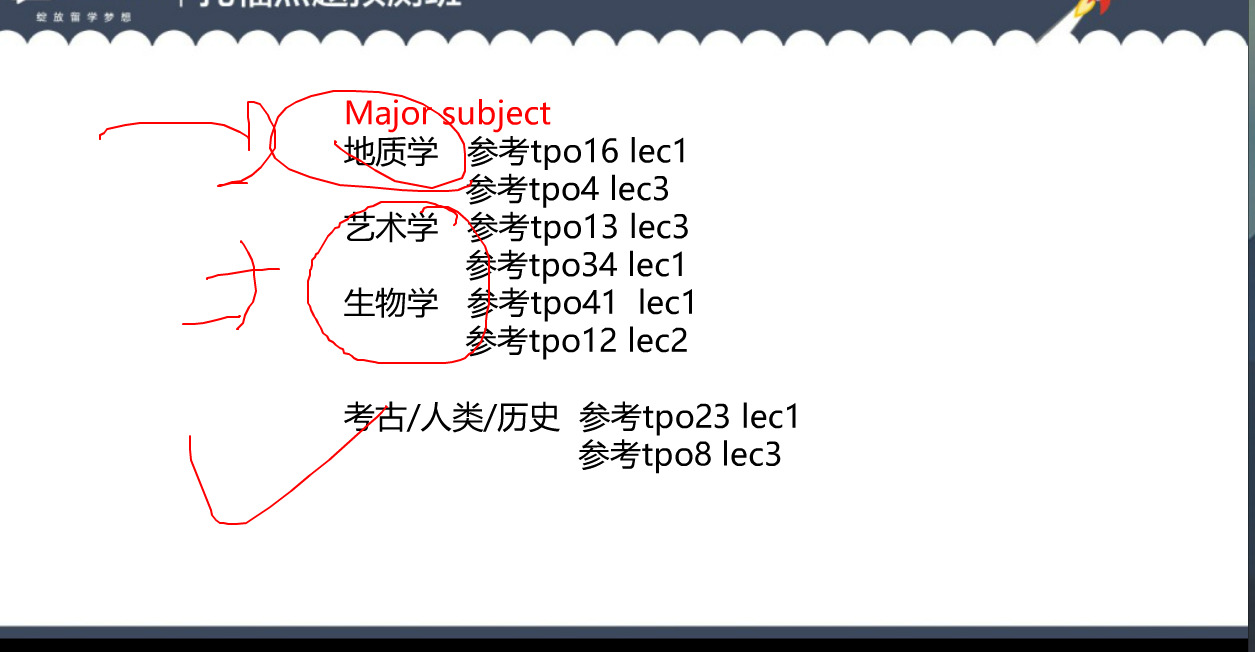 绽放留学梦想
Major subject
地质学 参考tpo16 lec1
参考tpo4 lec3
艺术学 参考tpo13 lec3
参考tpo34 lec1
生物学 参考tpo41 lec1
参考tpo12 lec2
考古/人类/历史 参考tpo23 lec1
参考tpo8 lec3